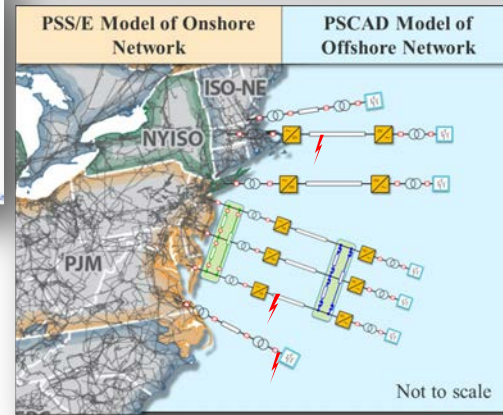 PSS/E Model of Onshore
Network
PSCAD Model of
Offshore Network
ISO-NE
NYISO
PJM
Not to scale